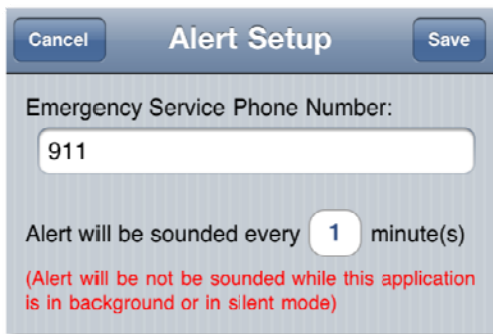 Cancel Alert Setup Save
Emergency Service Phone Number:
911
Alert will be sounded every 1 minute(s)
(Alert will be not be sounded while this application
is in background or in silent mode)